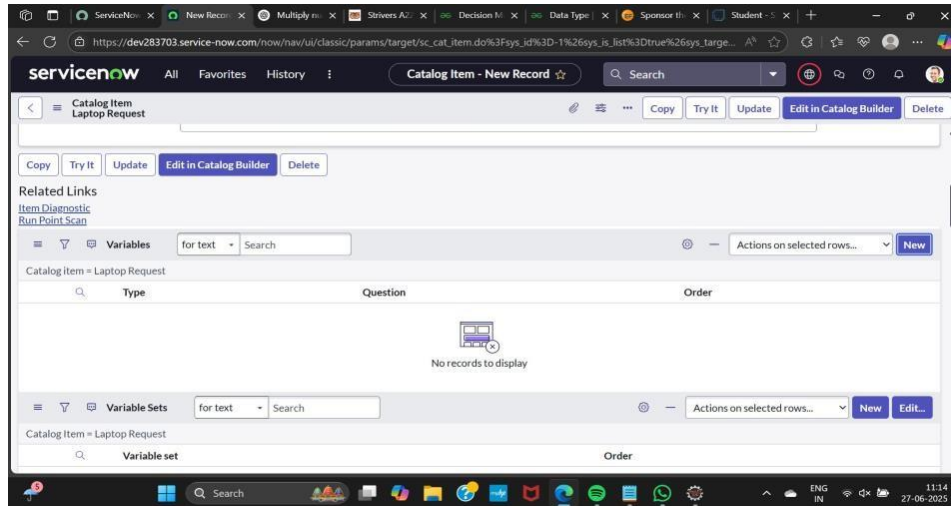 ServiceNov
New Recor
Multiply nu
Strivers A2
Decision M
Data Type
Sponsor th
Student - S
https://dev283703.service-now.com/now/nav/ui/classic/params/target/sc_cat_item.do%3Fsys_id%3D-1%26sys_is_list%3Dtrue%26sys_targe...
servicenow All Favorites History Catalog Item - New Record Search
Catalog Item
Laptop Request
Copy Try It Update Edit in Catalog Builder Delete
Copy Try It Update Edit in Catalog Builder Delete
Related Links
Item Diagnostic
Run Point Scan
Variables for text Search Actions on selected rows... New
Catalog item = Laptop Request
Type Question Order
No records to display
Variable Sets for text Search Actions on selected rows... New Edit...
Catalog Item = Laptop Request
Variable set Order
5 Search ENG 11:14
IN 27-06-2025